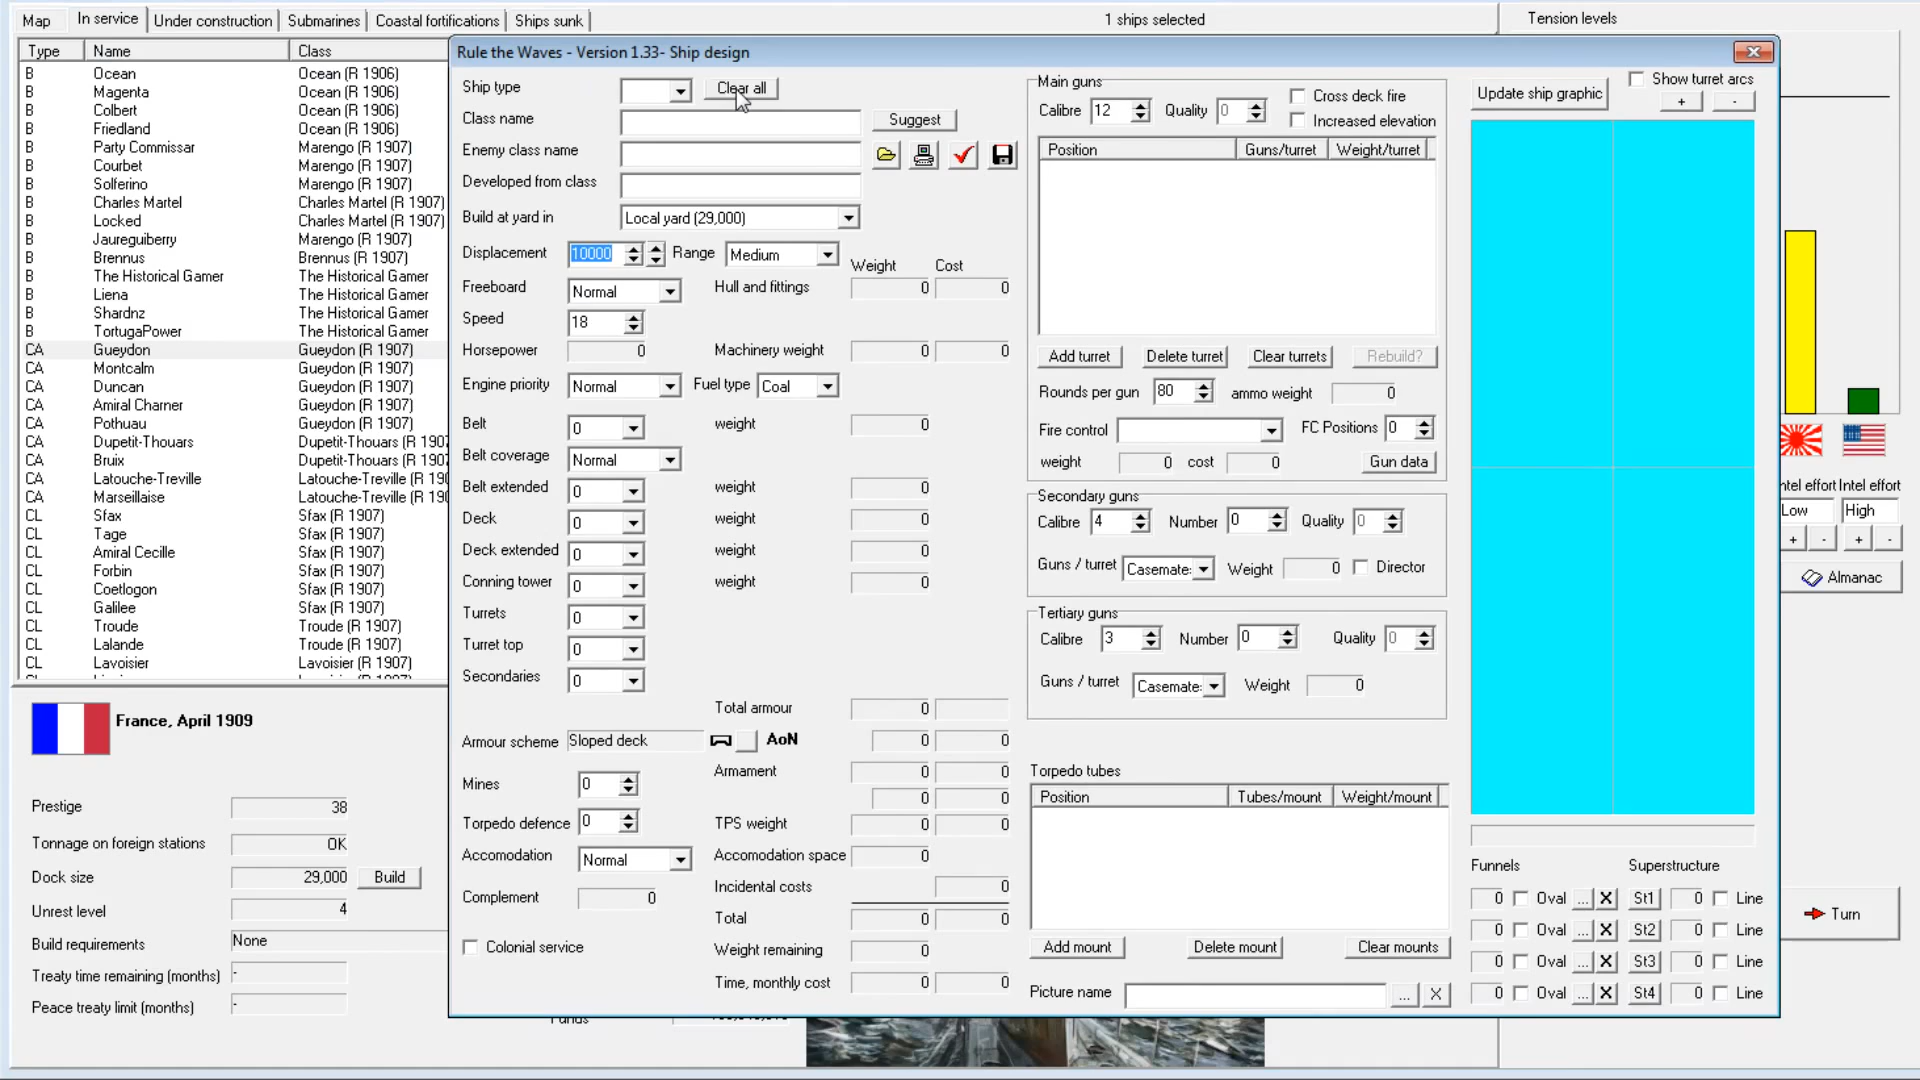 Map In service Under construction Submarines Coastal fortifications Ships sunk 1 ships selected Tension levels
Type Name Class
B Ocean Ocean (R 1906)
B Magenta Ocean (R 1906)
B Colbert Ocean (R 1906)
B Friedland Ocean (R 1906)
B Party Commissar Marengo (R 1907)
B Courbet Marengo (R 1907)
B Solferino Marengo (R 1907)
B Charles Martel Charles Martel (R 1907)
B Locked Charles Martel (R 1907)
B Jaureguiberry Marengo (R 1907)
B Brennus Brennus (R 1907)
B The Historical Gamer The Historical Gamer
B Liena The Historical Gamer
B Shardnz The Historical Gamer
B TortugaPower The Historical Gamer
CA Gueydon Gueydon (R 1907)
CA Montcalm Gueydon (R 1907)
CA Duncan Gueydon (R 1907)
CA Amiral Charner Gueydon (R 1907)
CA Pothuau Gueydon (R 1907)
CA Dupetit-Thouars Dupetit-Thouars (R 190
CA Bruix Dupetit-Thouars (R 190
CA Latouche-Treville Latouche-Treville (R 190
CA Marseillaise Latouche-Treville (R 190
CL Sfax Sfax (R 1907)
CL Tage Sfax (R 1907)
CL Amiral Cecille Sfax (R 1907)
CL Forbin Sfax (R 1907)
CL Coetlogon Sfax (R 1907)
CL Galilee Sfax (R 1907)
CL Troude Troude (R 1907)
CL Lalande Troude (R 1907)
CL Lavoisier Lavoisier (R 1907)
France, April 1909
Prestige 38
Tonnage on foreign stations OK
Dock size 29,000 Build
Unrest level 4
Build requirements None
Treaty time remaining (months) -
Peace treaty limit (months) -
Funds
Rule the Waves - Version 1.33- Ship design
Ship type Clear all
Class name Suggest
Enemy class name
Developed from class
Build at yard in Local yard (29,000)
Displacement 10000 Range Medium
Weight Cost
Freeboard Normal Hull and fittings 0 0
Speed 18
Horsepower 0 Machinery weight 0 0
Engine priority Normal Fuel type Coal
Belt 0 weight 0
Belt coverage Normal
Belt extended 0 weight 0
Deck 0 weight 0
Deck extended 0 weight 0
Conning tower 0 weight 0
Turrets 0
Turret top 0
Secondaries 0
Total armour 0
Armour scheme Sloped deck AoN 0 0
Armament 0 0
Mines 0 0 0
Torpedo defence 0 TPS weight 0 0
Accomodation Normal Accomodation space 0
Incidental costs 0
Complement 0
Total 0 0
Colonial service Weight remaining 0
Time, monthly cost 0 0
Main guns
Calibre 12 Quality 0 Cross deck fire
Increased elevation
Position Guns/turret Weight/turret
Add turret Delete turret Clear turrets Rebuild?
Rounds per gun 80 ammo weight 0
Fire control FC Positions 0
weight 0 cost 0 Gun data
Secondary guns
Calibre 4 Number 0 Quality 0
Guns / turret Casemate: Weight 0 Director
Tertiary guns
Calibre 3 Number 0 Quality 0
Guns / turret Casemate: Weight 0
Torpedo tubes
Position Tubes/mount Weight/mount
Add mount Delete mount Clear mounts
Picture name ... X
Update ship graphic Show turret arcs
+ -
Funnels Superstructure
0 Oval ... X St1 0 Line
0 Oval ... X St2 0 Line
0 Oval ... X St3 0 Line
0 Oval ... X St4 0 Line
ntel effort Intel effort
Low High
+ - + -
Almanac
Turn